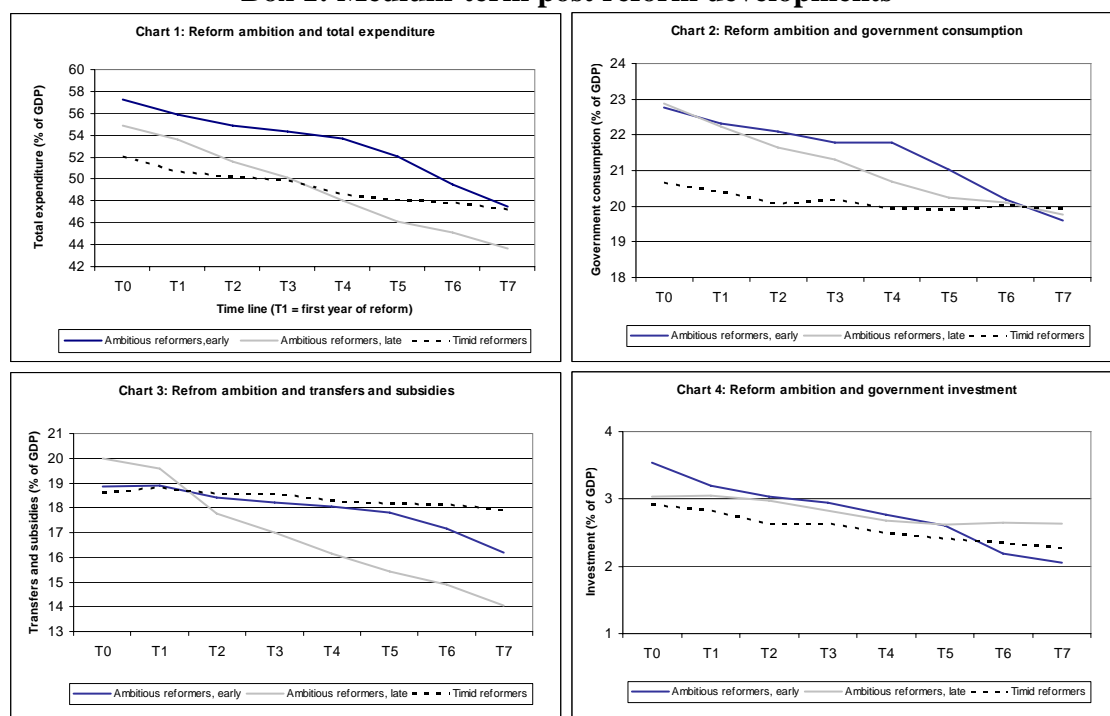 Box 1: Medium-term post-reform developments
Chart 1: Reform ambition and total expenditure
Total expenditure (% of GDP)
60
58
56
54
52
50
48
46
44
42
T0 T1 T2 T3 T4 T5 T6 T7
Time line (T1 = first year of reform)
Ambitious reformers,early Ambitious reformers, late Timid reformers
Chart 2: Reform ambition and government consumption
Government consumption (% of GDP)
24
23
22
21
20
19
18
T0 T1 T2 T3 T4 T5 T6 T7
Ambitious reformers, early Ambitious reformers, late Timid reformers
Chart 3: Refrom ambition and transfers and subsidies
Transfers and subsidies (% of GDP)
21
20
19
18
17
16
15
14
13
T0 T1 T2 T3 T4 T5 T6 T7
Ambitious reformers, early Ambitious reformers, late Timid reformers
Chart 4: Reform ambition and government investment
Investment (% of GDP)
4
3
2
1
T0 T1 T2 T3 T4 T5 T6 T7
Ambitious reformers, early Ambitious reformers, late Timid reformers